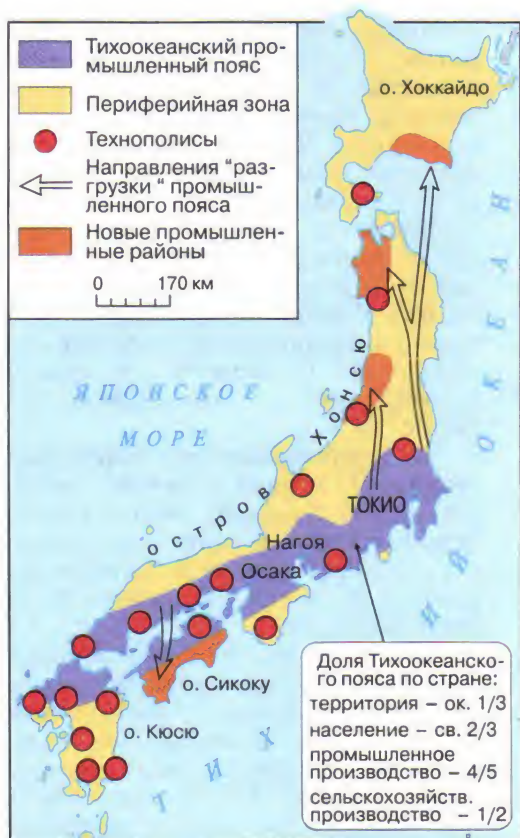 Тихоокеанский про-
мышленный пояс
Периферийная зона
Технополисы
Направления "раз-
грузки" промыш-
ленного пояса
Новые промышлен-
ные районы
0 170 км
о. Хоккайдо
ЯПОНСКОЕ
МОРЕ
остров Хонсю
ТОКИО
Нагоя
Осака
о. Сикоку
о. Кюсю
ТИХИЙ ОКЕАН
Доля Тихоокеанско-
го пояса по стране:
территория – ок. 1/3
население – св. 2/3
промышленное
производство – 4/5
сельскохозяйств.
производство – 1/2